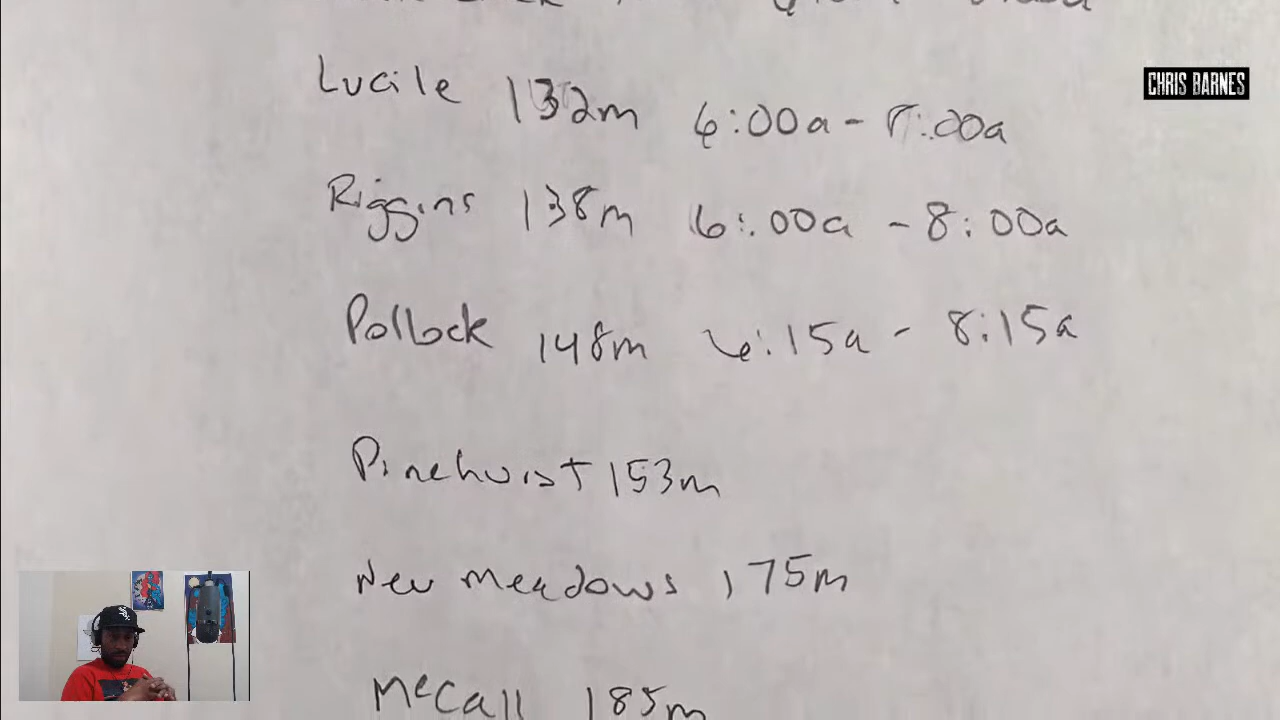 Lucile 132m 6:00a - 8:00a
CHRIS BARNES
Riggins 138m 6:00a - 8:00a
Pollock 148m 6:15a - 8:15a
Pinehurst 153m
New meadows 175m
McCall 185m